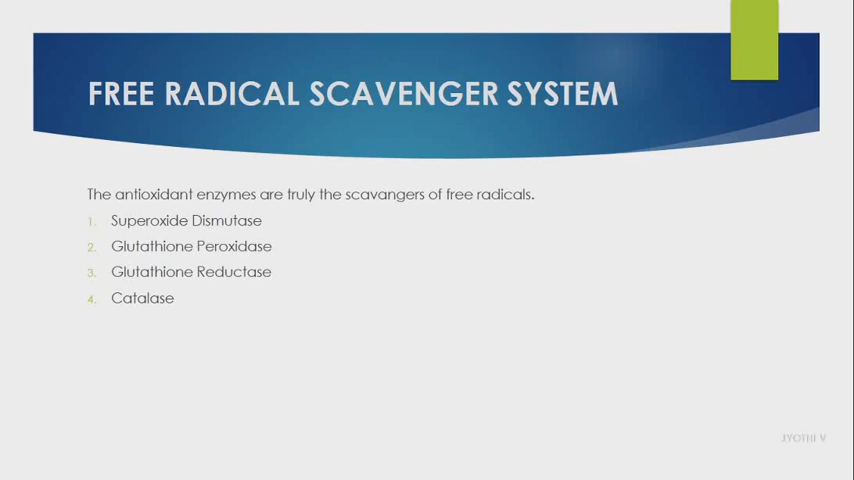 FREE RADICAL SCAVENGER SYSTEM
The antioxidant enzymes are truly the scavangers of free radicals.
1. Superoxide Dismutase
2. Glutathione Peroxidase
3. Glutathione Reductase
4. Catalase
JYOTHI V